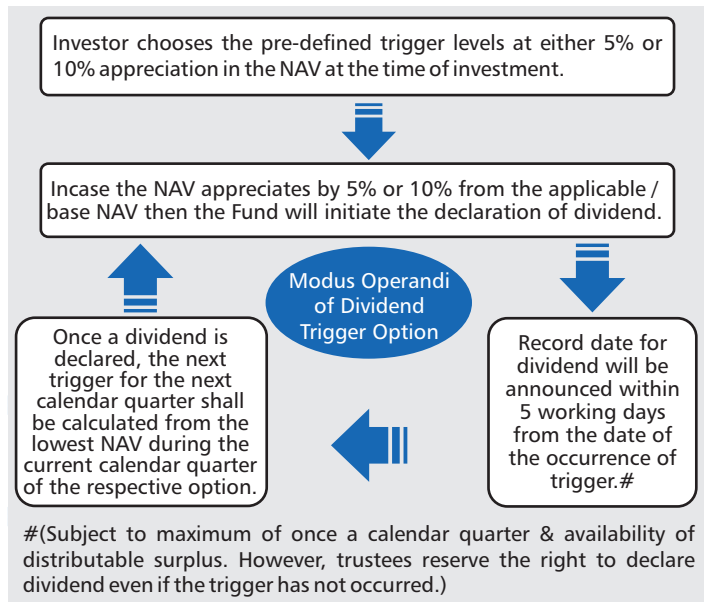 Investor chooses the pre-defined trigger levels at either 5% or
10% appreciation in the NAV at the time of investment.
Incase the NAV appreciates by 5% or 10% from the applicable /
base NAV then the Fund will initiate the declaration of dividend.
Modus Operandi
of Dividend
Trigger Option
Record date for
dividend will be
announced within
5 working days
from the date of
the occurrence of
trigger.#
Once a dividend is
declared, the next
trigger for the next
calendar quarter shall
be calculated from the
lowest NAV during the
current calendar quarter
of the respective option.
#(Subject to maximum of once a calendar quarter & availability of
distributable surplus. However, trustees reserve the right to declare
dividend even if the trigger has not occurred.)